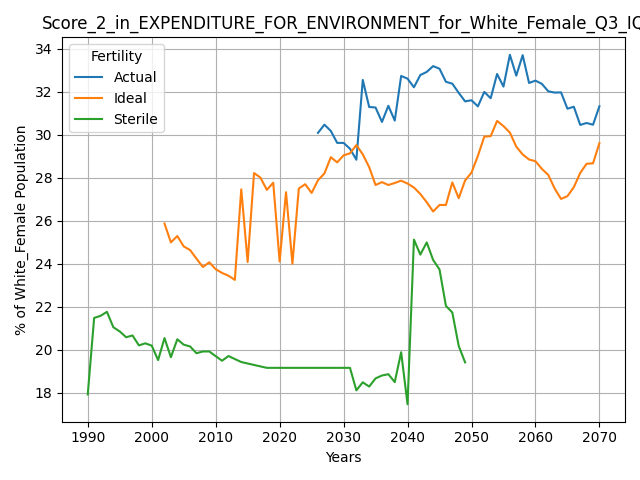 Score_2_in_EXPENDITURE_FOR_ENVIRONMENT_for_White_Female_Q3_IQ
Fertility
Actual
Ideal
Sterile
% of White_Female Population
34
32
30
28
26
24
22
20
18
1990 2000 2010 2020 2030 2040 2050 2060 2070
Years